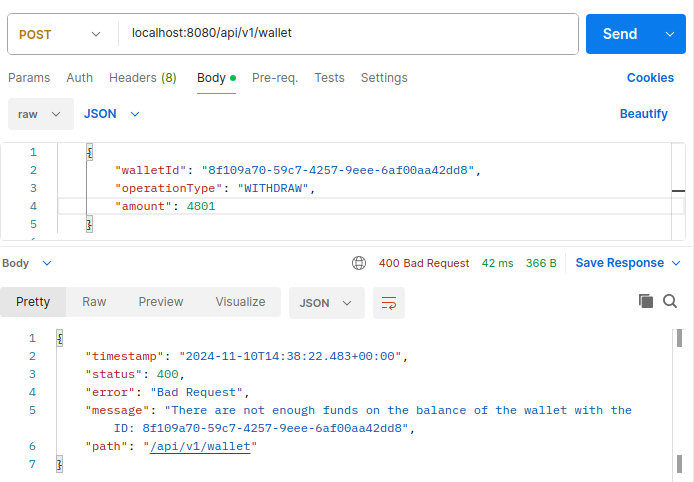 POST localhost:8080/api/v1/wallet Send
Params Auth Headers (8) Body Pre-req. Tests Settings Cookies
raw JSON Beautify
1 {
2 "walletId": "8f109a70-59c7-4257-9eee-6af00aa42dd8",
3 "operationType": "WITHDRAW",
4 "amount": 4801
5 }
Body 400 Bad Request 42 ms 366 B Save Response
Pretty Raw Preview Visualize JSON
1 {
2 "timestamp": "2024-11-10T14:38:22.483+00:00",
3 "status": 400,
4 "error": "Bad Request",
5 "message": "There are not enough funds on the balance of the wallet with the
ID: 8f109a70-59c7-4257-9eee-6af00aa42dd8",
6 "path": "/api/v1/wallet"
7 }